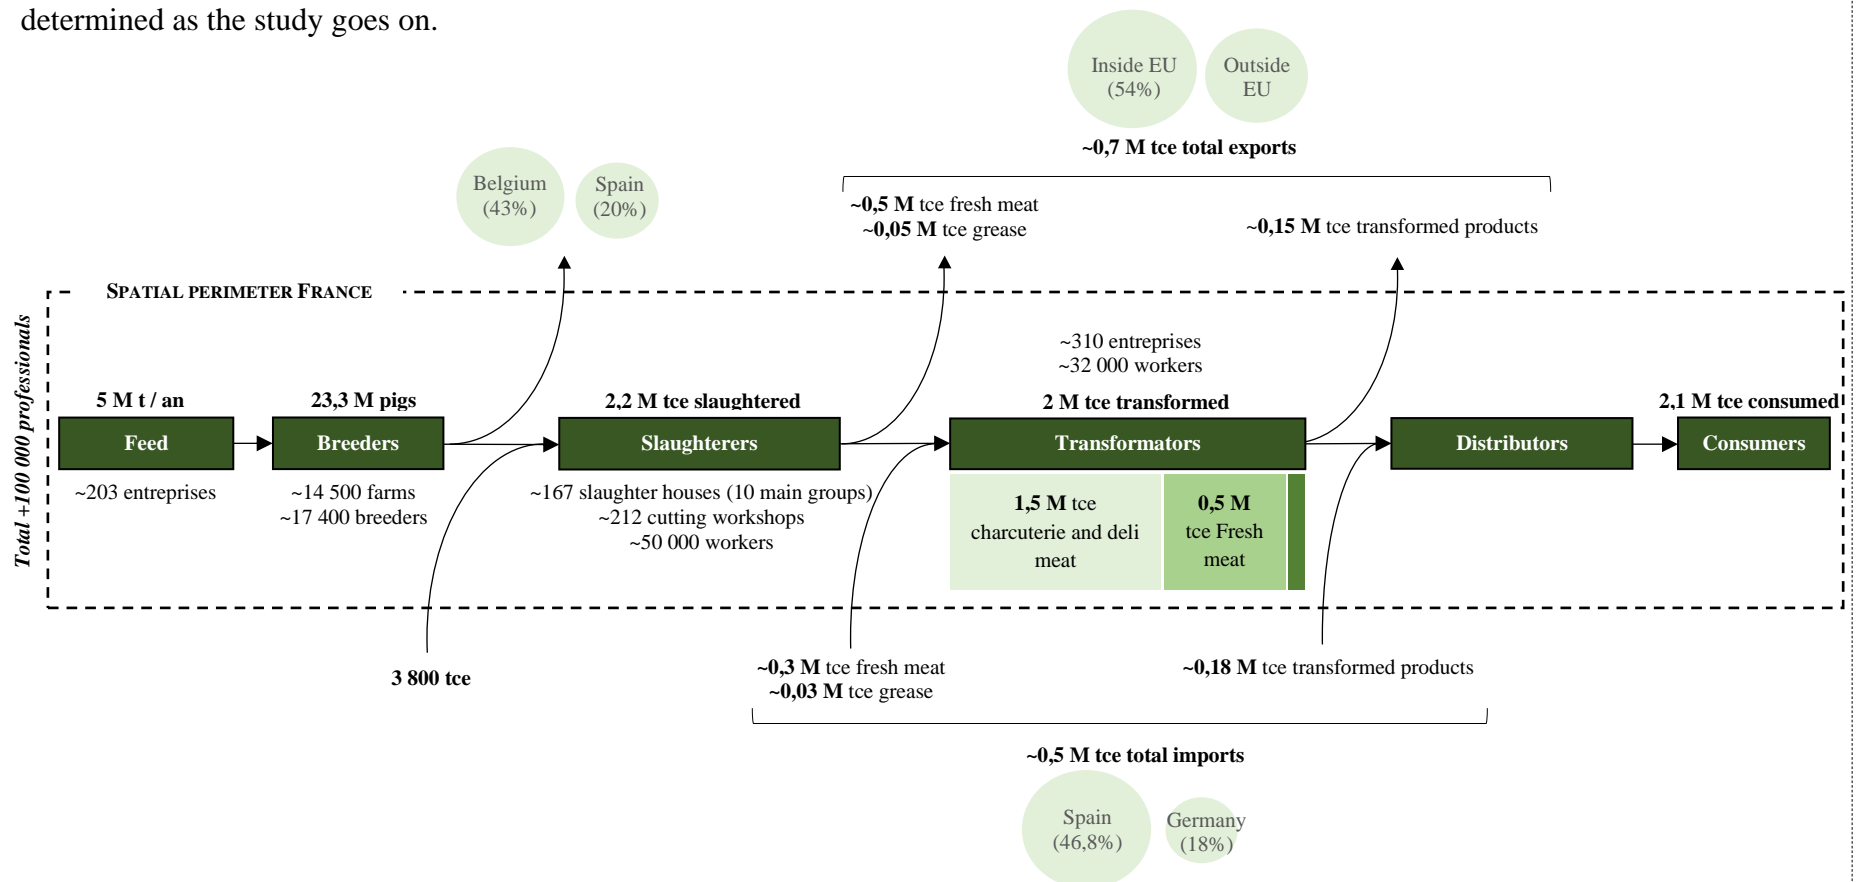 determined as the study goes on.
Inside EU
(54%)
Outside
EU
~0,7 M tce total exports
Belgium
(43%)
Spain
(20%)
~0,5 M tce fresh meat
~0,05 M tce grease
~0,15 M tce transformed products
SPATIAL PERIMETER FRANCE
Total +100 000 professionals
~310 entreprises
~32 000 workers
5 M t / an
23,3 M pigs
2,2 M tce slaughtered
2 M tce transformed
2,1 M tce consumed
Feed
Breeders
Slaughterers
Transformators
Distributors
Consumers
~203 entreprises
~14 500 farms
~17 400 breeders
~167 slaughter houses (10 main groups)
~212 cutting workshops
~50 000 workers
1,5 M tce
charcuterie and deli
meat
0,5 M
tce Fresh
meat
3 800 tce
~0,3 M tce fresh meat
~0,03 M tce grease
~0,18 M tce transformed products
~0,5 M tce total imports
Spain
(46,8%)
Germany
(18%)